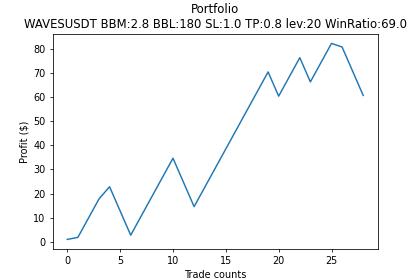 Portfolio
WAVESUSDT BBM:2.8 BBL:180 SL:1.0 TP:0.8 lev:20 WinRatio:69.0
80
70
60
50
40
30
20
10
0
Profit ($)
0 5 10 15 20 25
Trade counts